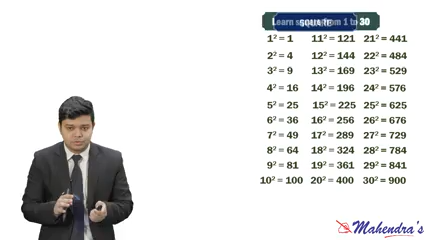 Learn square from 1 to 30
SQUARE
1² = 1 11² = 121 21² = 441
2² = 4 12² = 144 22² = 484
3² = 9 13² = 169 23² = 529
4² = 16 14² = 196 24² = 576
5² = 25 15² = 225 25² = 625
6² = 36 16² = 256 26² = 676
7² = 49 17² = 289 27² = 729
8² = 64 18² = 324 28² = 784
9² = 81 19² = 361 29² = 841
10² = 100 20² = 400 30² = 900
Mahendra's